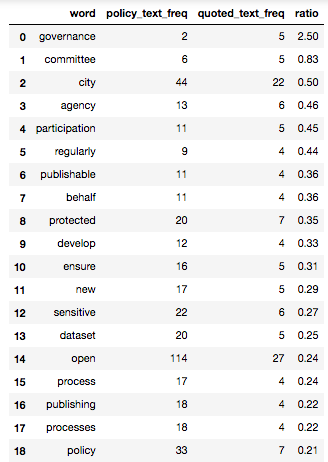 word policy_text_freq quoted_text_freq ratio
0 governance 2 5 2.50
1 committee 6 5 0.83
2 city 44 22 0.50
3 agency 13 6 0.46
4 participation 11 5 0.45
5 regularly 9 4 0.44
6 publishable 11 4 0.36
7 behalf 11 4 0.36
8 protected 20 7 0.35
9 develop 12 4 0.33
10 ensure 16 5 0.31
11 new 17 5 0.29
12 sensitive 22 6 0.27
13 dataset 20 5 0.25
14 open 114 27 0.24
15 process 17 4 0.24
16 publishing 18 4 0.22
17 processes 18 4 0.22
18 policy 33 7 0.21